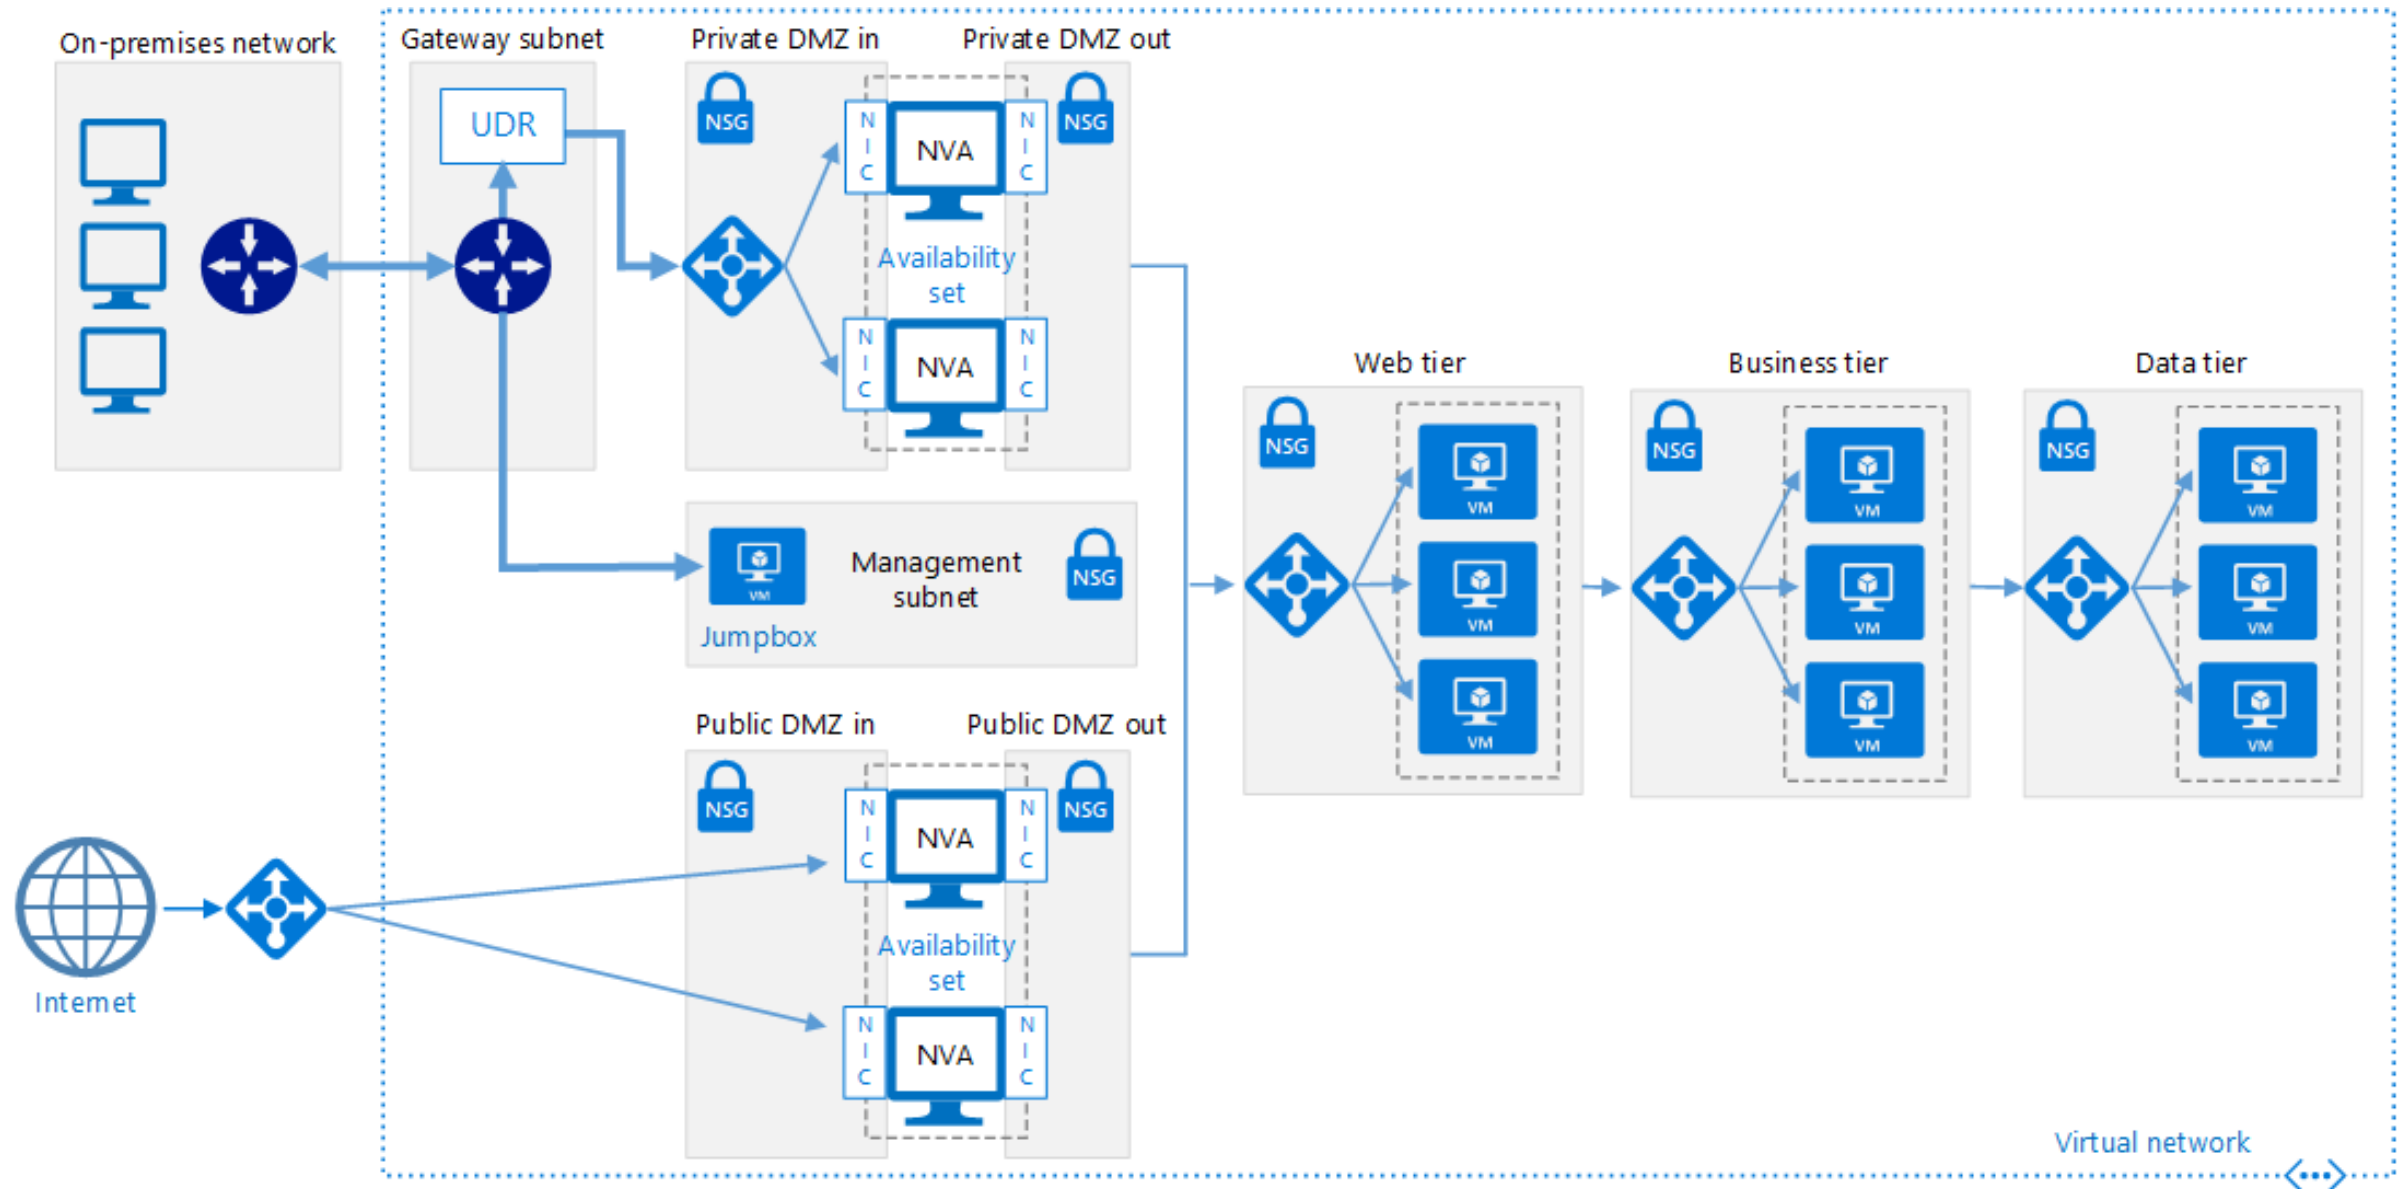 On-premises network
Gateway subnet
UDR
Private DMZ in
Private DMZ out
NSG
NIC
NVA
NIC
NSG
Availability
set
NIC
NVA
NIC
VM
Jumpbox
Management
subnet
NSG
Public DMZ in
Public DMZ out
NSG
NIC
NVA
NIC
NSG
Availability
set
NIC
NVA
NIC
Internet
Web tier
NSG
VM
VM
VM
Business tier
NSG
VM
VM
VM
Data tier
NSG
VM
VM
VM
Virtual network